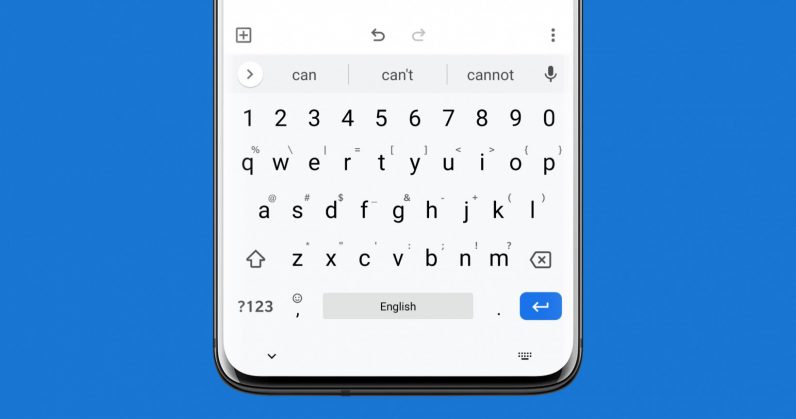 can can't cannot
1 2 3 4 5 6 7 8 9 0
% \ | = [ ] < > { }
q w e r t y u i o p
@ # $ _ & - + ( )
a s d f g h j k l
* " ' : ; ! ?
z x c v b n m
?123 , English .